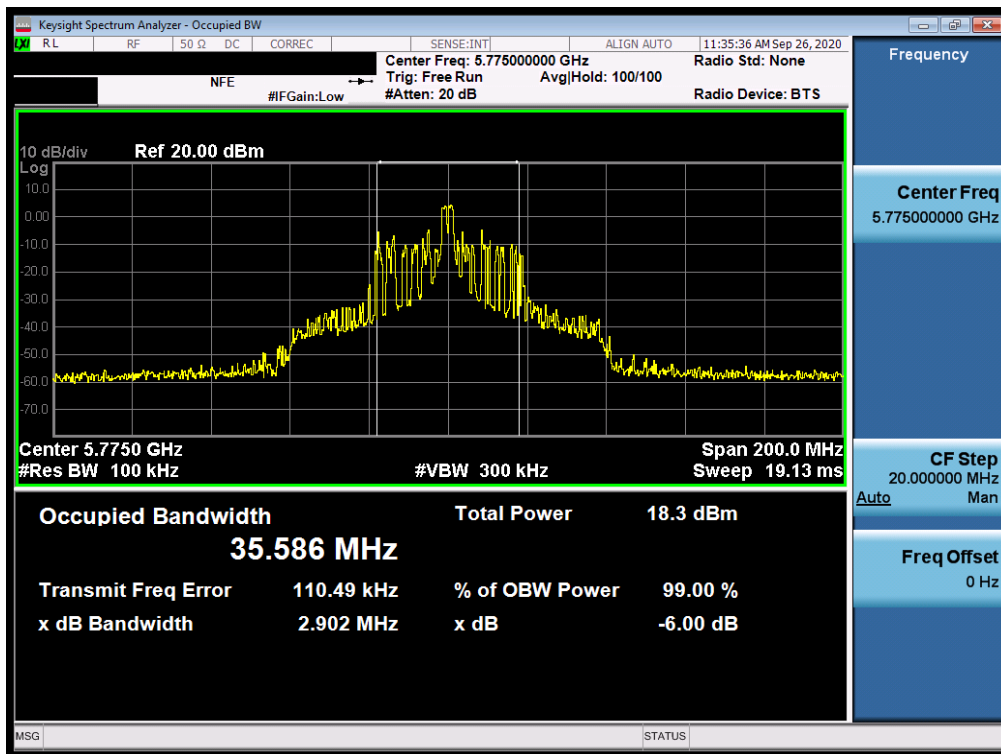 Keysight Spectrum Analyzer - Occupied BW
LXI RL RF 50 Ω DC CORREC SENSE:INT ALIGN AUTO 11:35:36 AM Sep 26, 2020
NFE
#IFGain:Low
Center Freq: 5.775000000 GHz
Trig: Free Run Avg|Hold: 100/100
#Atten: 20 dB
Radio Std: None
Radio Device: BTS
10 dB/div Ref 20.00 dBm
Log
10.0
0.00
-10.0
-20.0
-30.0
-40.0
-50.0
-60.0
-70.0
Center 5.7750 GHz Span 200.0 MHz
#Res BW 100 kHz #VBW 300 kHz Sweep 19.13 ms
Occupied Bandwidth Total Power 18.3 dBm
35.586 MHz
Transmit Freq Error 110.49 kHz % of OBW Power 99.00 %
x dB Bandwidth 2.902 MHz x dB -6.00 dB
Frequency
Center Freq
5.775000000 GHz
CF Step
20.000000 MHz
Auto Man
Freq Offset
0 Hz
MSG STATUS